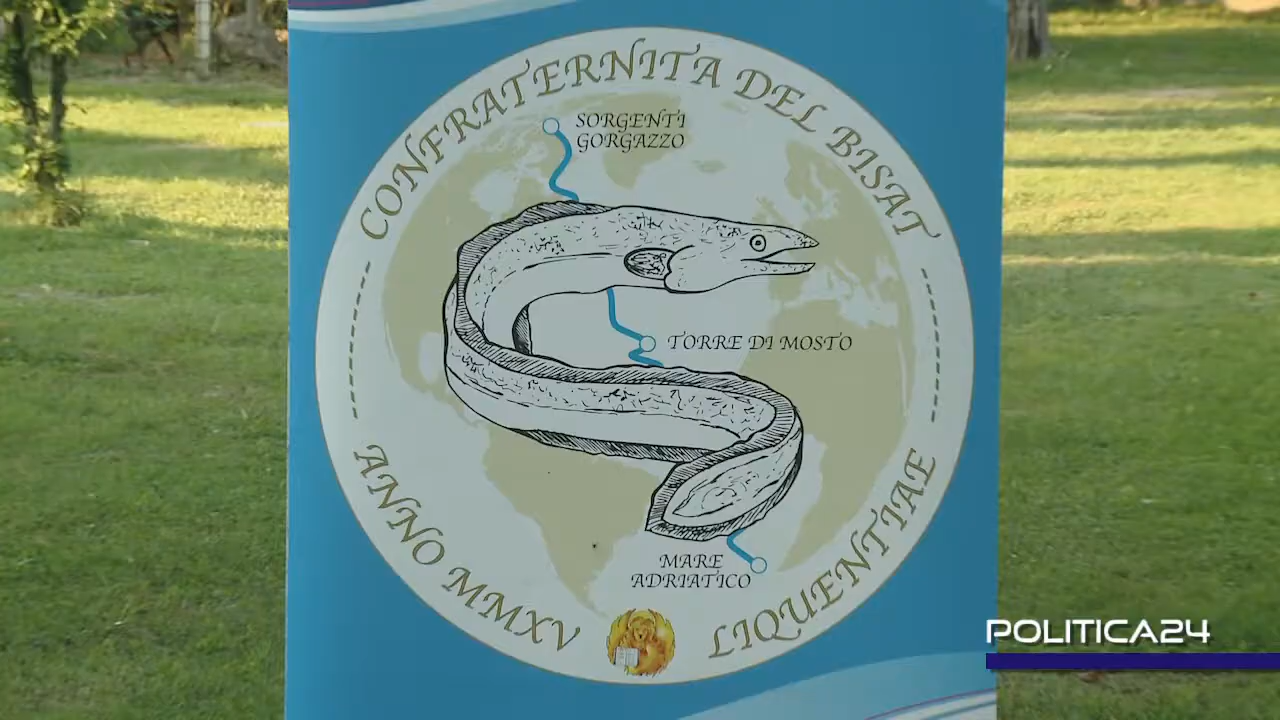 CONFRATERNITA DEL BISAT
SORGENTI
GORGAZZO
TORRE DI MOSTO
MARE
ADRIATICO
ANNO MMXV
LIQUENTIAE
POLITICA24